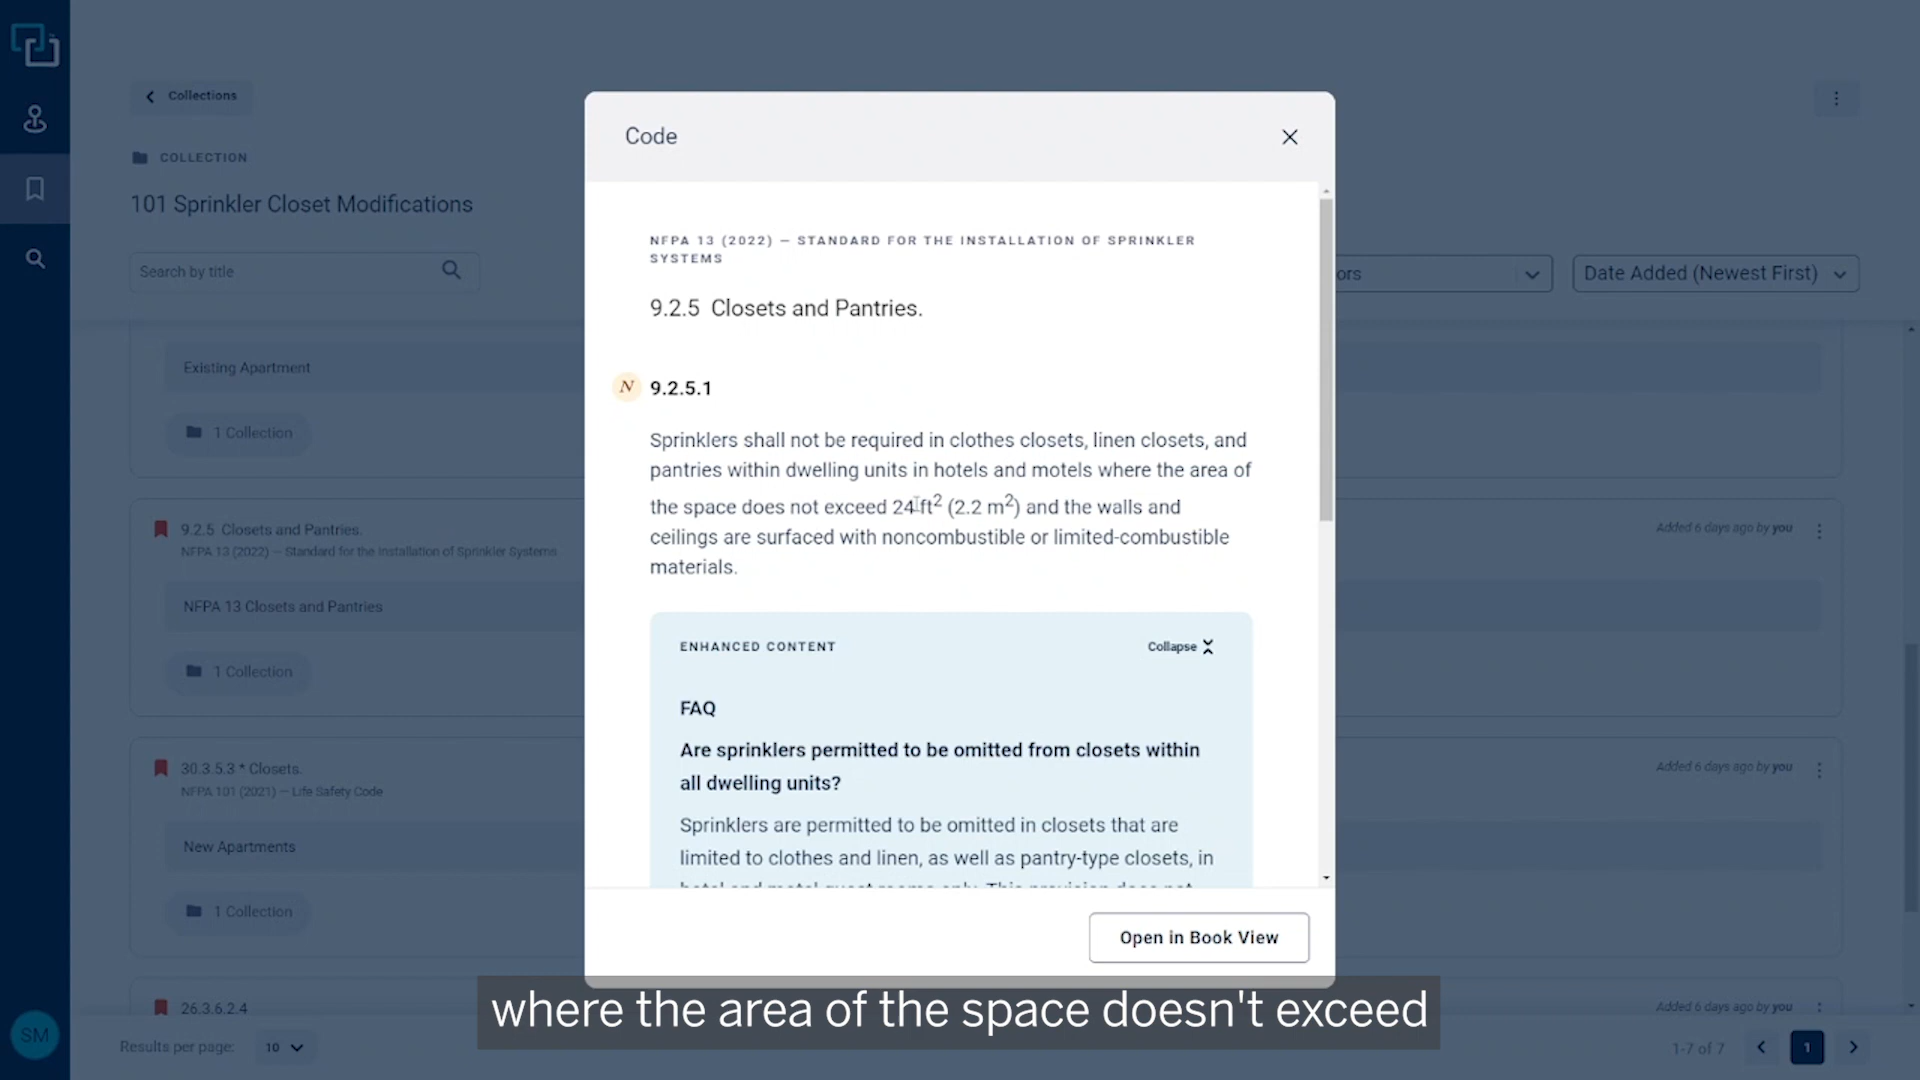 Collections
COLLECTION
101 Sprinkler Closet Modifications
Search by title
ors
Date Added (Newest First)
Existing Apartment
1 Collection
9.2.5 Closets and Pantries.
NFPA 13 (2022) — Standard for the Installation of Sprinkler Systems
Added 6 days ago by you
NFPA 13 Closets and Pantries
1 Collection
30.3.5.3 * Closets.
NFPA 101 (2021) — Life Safety Code
Added 6 days ago by you
New Apartments
1 Collection
26.3.6.2.4
Added 6 days ago by you
SM
Results per page:
10
1-7 of 7
1
Code
NFPA 13 (2022) — STANDARD FOR THE INSTALLATION OF SPRINKLER
SYSTEMS
9.2.5 Closets and Pantries.
N 9.2.5.1
Sprinklers shall not be required in clothes closets, linen closets, and
pantries within dwelling units in hotels and motels where the area of
the space does not exceed 24 ft² (2.2 m²) and the walls and
ceilings are surfaced with noncombustible or limited-combustible
materials.
ENHANCED CONTENT
Collapse
FAQ
Are sprinklers permitted to be omitted from closets within
all dwelling units?
Sprinklers are permitted to be omitted in closets that are
limited to clothes and linen, as well as pantry-type closets, in
Open in Book View
where the area of the space doesn't exceed